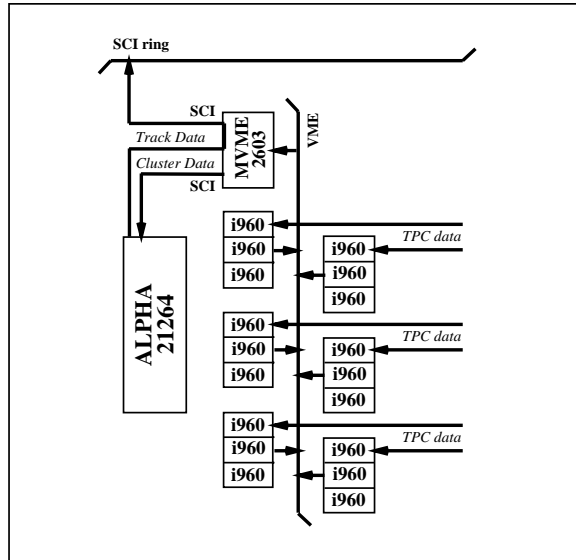 SCI ring
SCI
Track Data
Cluster Data
SCI
MVME
2603
VME
ALPHA
21264
i960
i960
i960
TPC data
i960
i960
i960
i960
i960
i960
TPC data
i960
i960
i960
i960
i960
i960
TPC data
i960
i960
i960